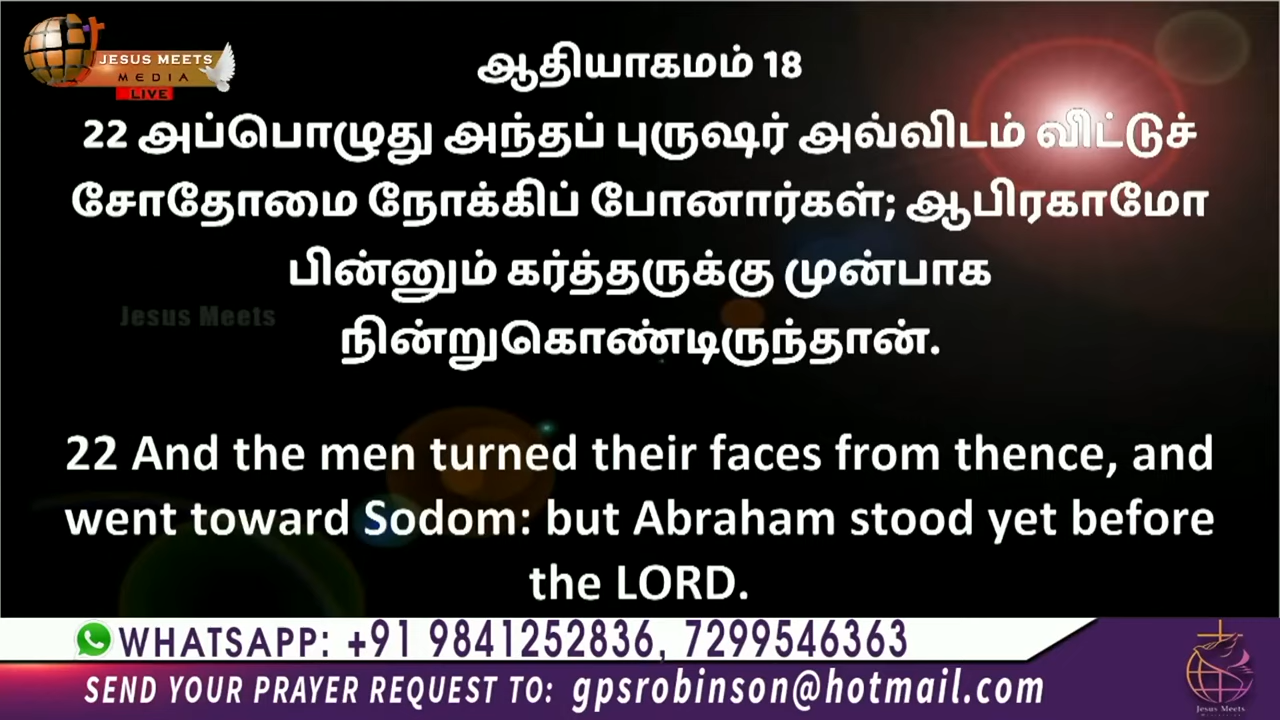 JESUS MEETS
MEDIA
LIVE
ஆதியாகமம் 18
22 அப்பொழுது அந்தப் புருஷர் அவ்விடம் விட்டுச்
சோதோமை நோக்கிப் போனார்கள்; ஆபிரகாமோ
பின்னும் கர்த்தருக்கு முன்பாக
Jesus Meets
நின்றுகொண்டிருந்தான்.
22 And the men turned their faces from thence, and
went toward Sodom: but Abraham stood yet before
the LORD.
WHATSAPP: +91 9841252836, 7299546363
SEND YOUR PRAYER REQUEST TO: gpsrobinson@hotmail.com
Jesus Meets